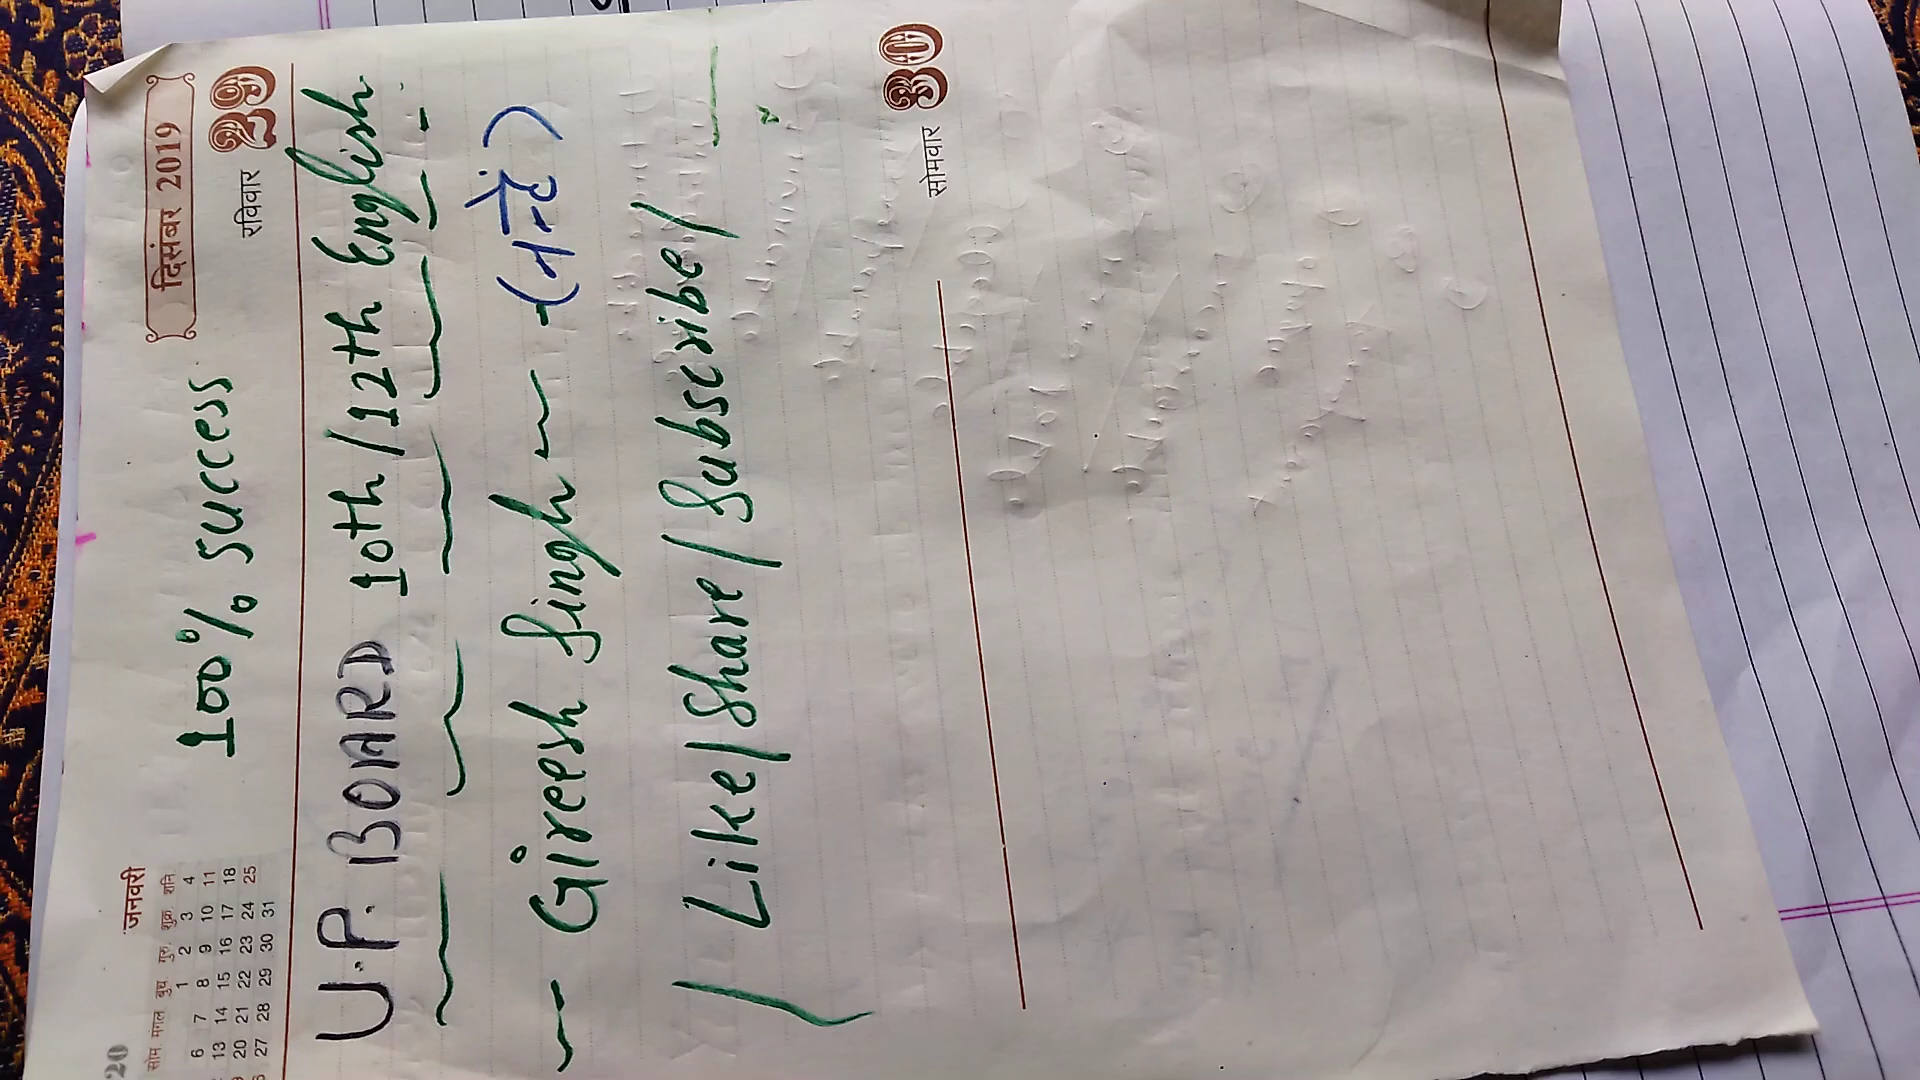 20 जनवरी
सोम. मंगल बुध गुरु. शुक्र. शनि
1 2 3 4
6 7 8 9 10 11
13 14 15 16 17 18
20 21 22 23 24 25
27 28 29 30 31
दिसंबर 2019
रविवार 29
100% Success
U.P. BOARD 10th/12th English
Gireesh Singh
/ Like/Share/Subscribe/
सोमवार 30